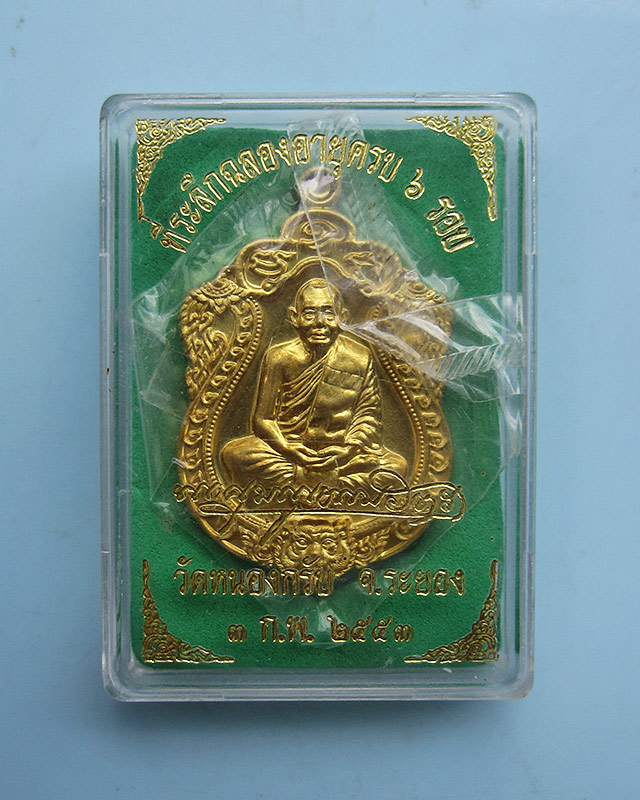 ที่ระลึกฉลองอายุครบ ๖ รอบ
วัดหนองกรับ จ.ระยอง
๓ ก.พ. ๒๕๕๓